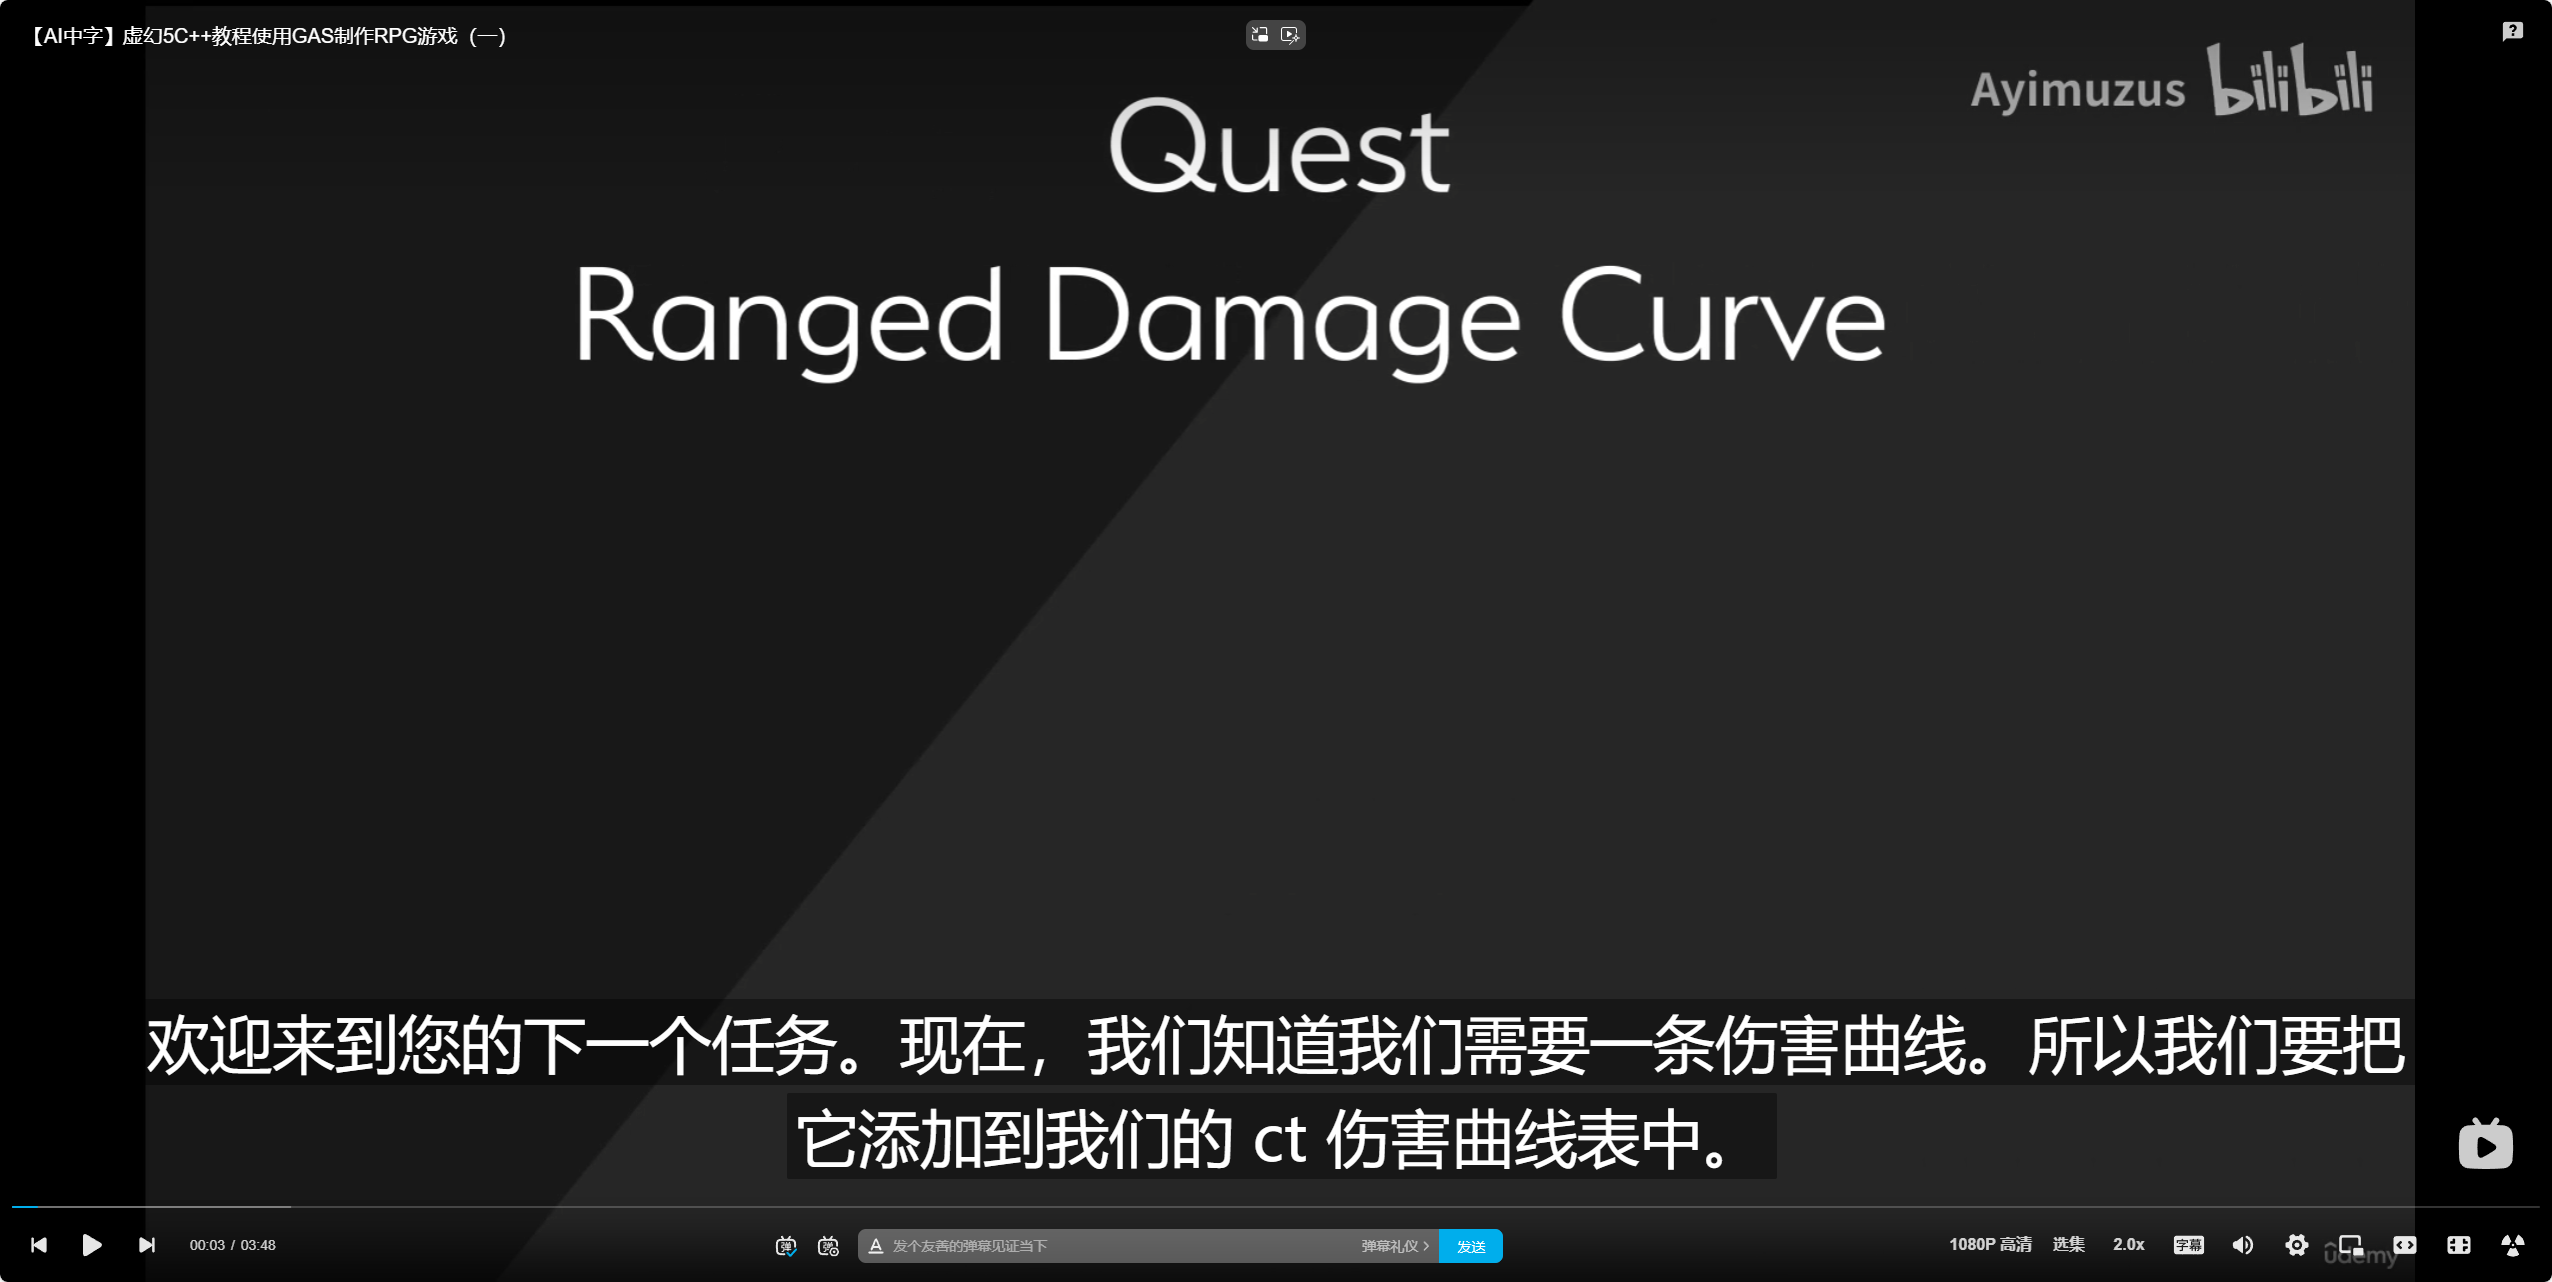 【AI中字】虚幻5C++教程使用GAS制作RPG游戏（一）
Ayimuzus bilibili
Quest
Ranged Damage Curve
欢迎来到您的下一个任务。现在，我们知道我们需要一条伤害曲线。所以我们要把
它添加到我们的 ct 伤害曲线表中。
00:03 / 03:48
弹
弹
A 发个友善的弹幕见证当下
弹幕礼仪 >
发送
1080P 高清
选集
2.0x
字幕
ûdemy